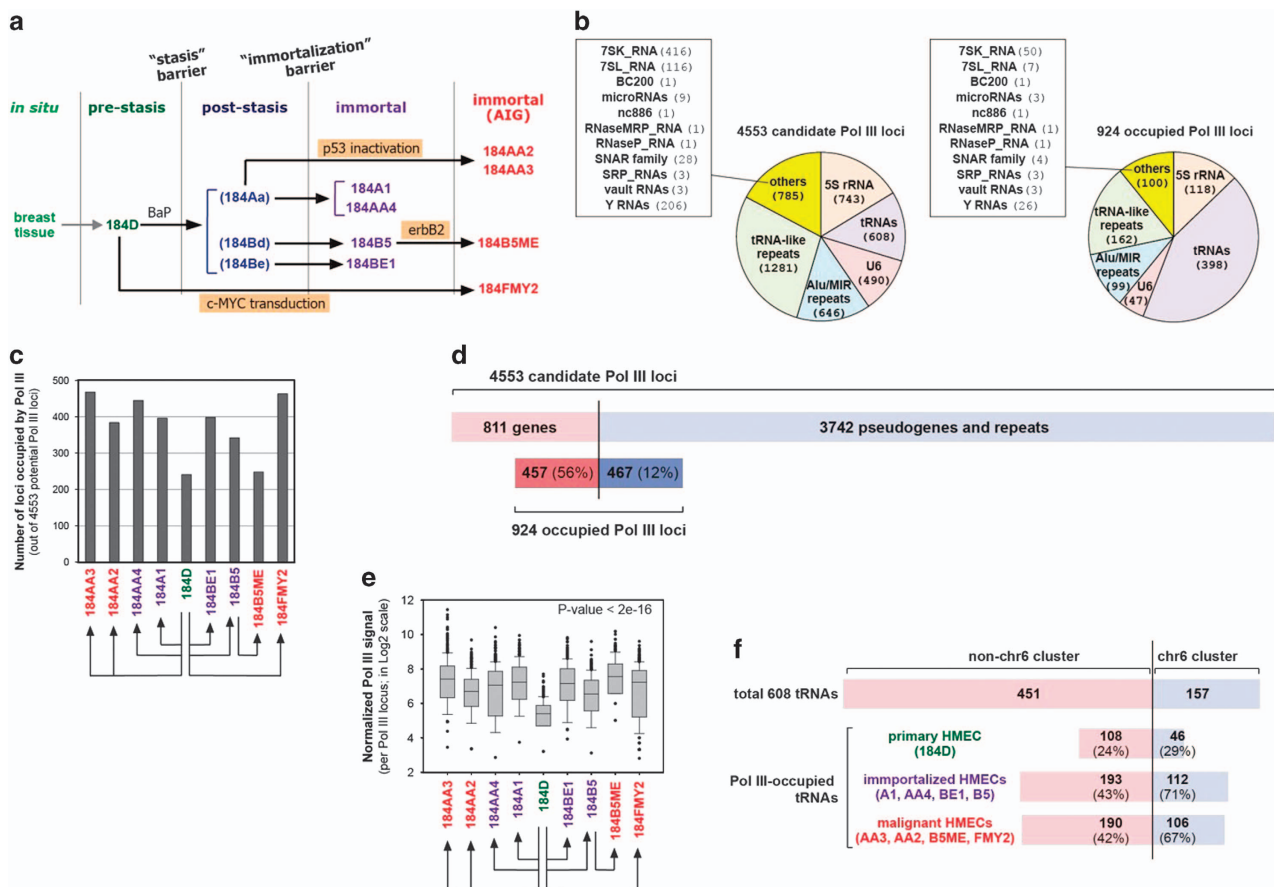 a
"stasis"
barrier
"immortalization"
barrier
in situ
pre-stasis
post-stasis
immortal
immortal
(AIG)
p53 inactivation
184AA2
184AA3
(184Aa)
184A1
184AA4
breast
tissue
184D
BaP
erbB2
(184Bd)
184B5
184B5ME
(184Be)
184BE1
184FMY2
c-MYC transduction
b
7SK_RNA (416)
7SL_RNA (116)
BC200 (1)
microRNAs (9)
nc886 (1)
RNaseMRP_RNA (1)
RNaseP_RNA (1)
SNAR family (28)
SRP_RNAs (3)
vault RNAs (3)
Y RNAs (206)
4553 candidate Pol III loci
others
(785)
5S rRNA
(743)
tRNAs
(608)
U6
(490)
Alu/MIR
repeats
(646)
tRNA-like
repeats
(1281)
7SK_RNA (50)
7SL_RNA (7)
BC200 (1)
microRNAs (3)
nc886 (1)
RNaseMRP_RNA (1)
RNaseP_RNA (1)
SNAR family (4)
SRP_RNAs (3)
vault RNAs (3)
Y RNAs (26)
924 occupied Pol III loci
others
(100)
5S rRNA
(118)
tRNAs
(398)
U6
(47)
Alu/MIR
repeats
(99)
tRNA-like
repeats
(162)
c
Number of loci occupied by Pol III
(out of 4553 potential Pol III loci)
500
400
300
200
100
0
184AA3
184AA2
184AA4
184A1
184D
184BE1
184B5
184B5ME
184FMY2
d
4553 candidate Pol III loci
811 genes
3742 pseudogenes and repeats
457 (56%)
467 (12%)
924 occupied Pol III loci
e
Normalized Pol III signal
(per Pol III locus; in Log2 scale)
12
10
8
6
4
2
P-value < 2e-16
184AA3
184AA2
184AA4
184A1
184D
184BE1
184B5
184B5ME
184FMY2
f
non-chr6 cluster
chr6 cluster
total 608 tRNAs
451
157
Pol III-occupied
tRNAs
primary HMEC
(184D)
108
(24%)
46
(29%)
immportalized HMECs
(A1, AA4, BE1, B5)
193
(43%)
112
(71%)
malignant HMECs
(AA3, AA2, B5ME, FMY2)
190
(42%)
106
(67%)